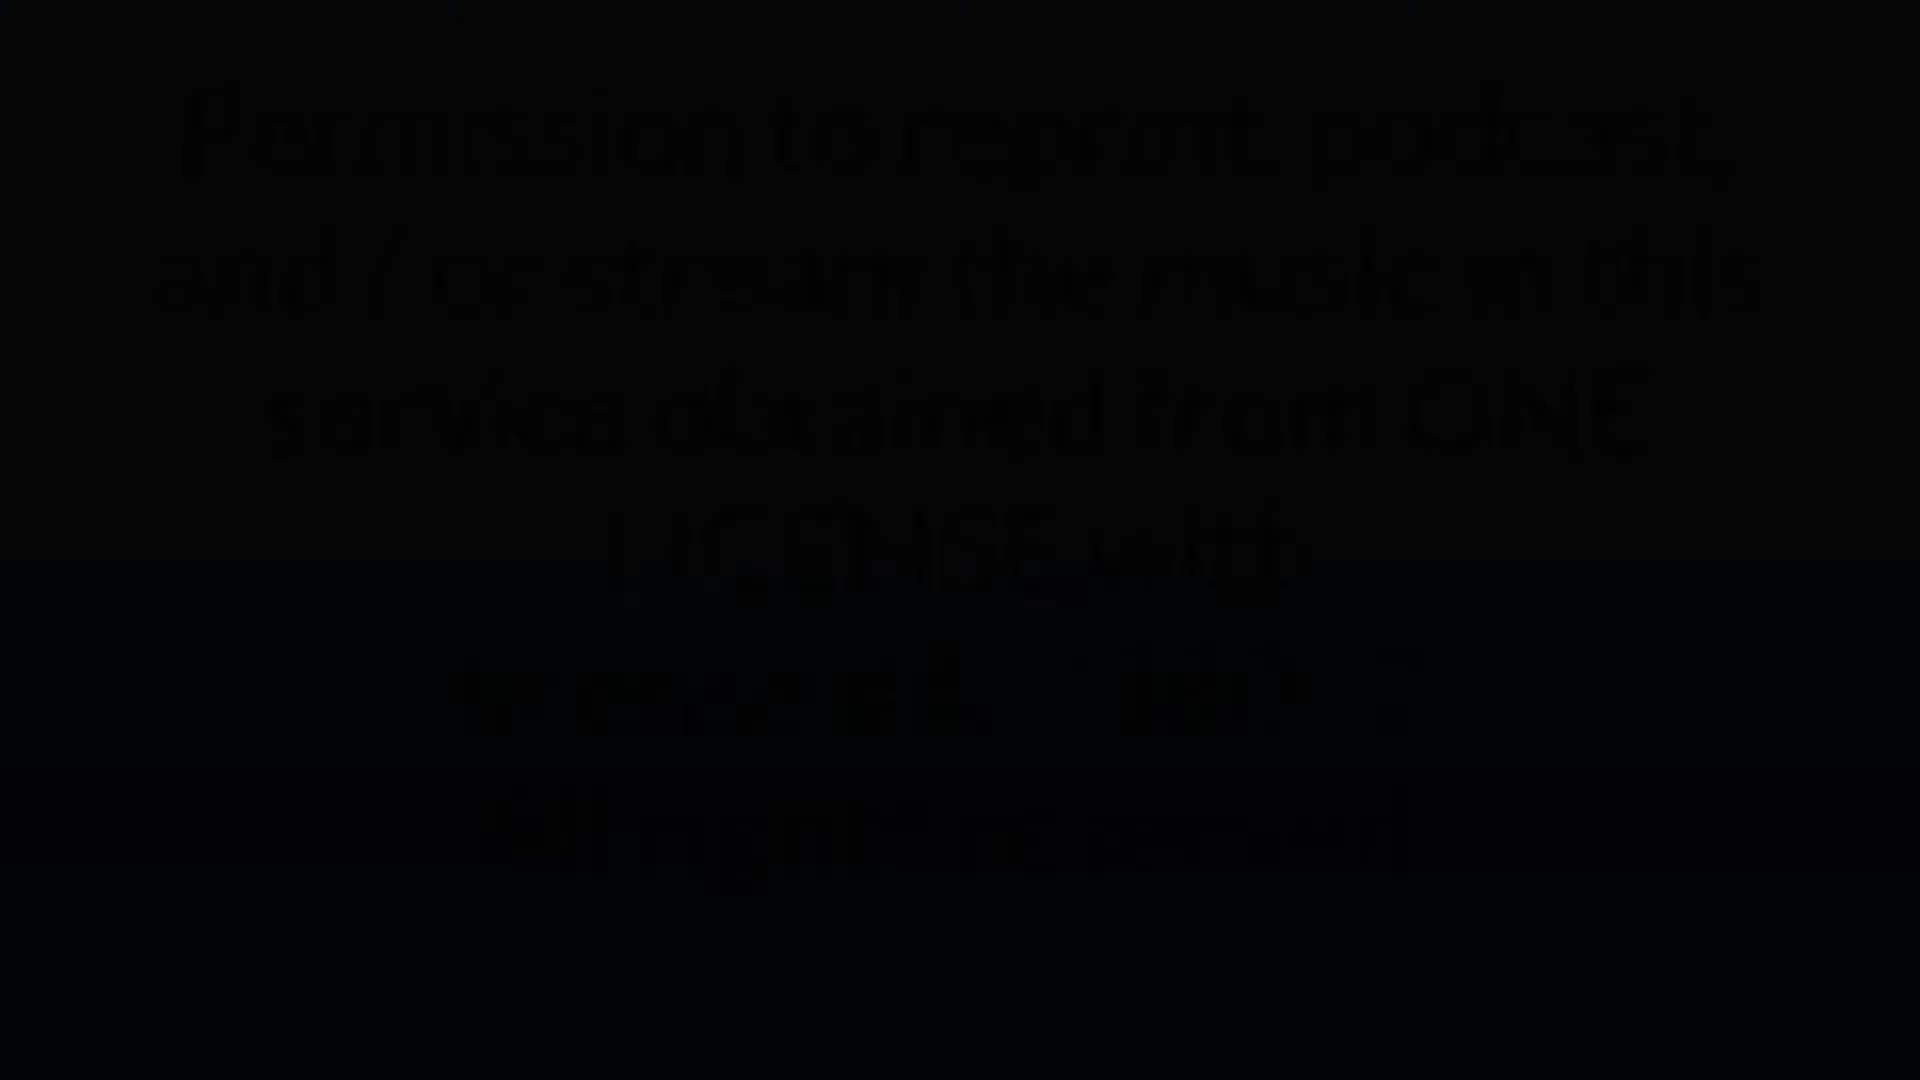 Permission to reprint, podcast,
and / or stream the music in this
service obtained from ONE
LICENSE with
All rights reserved.